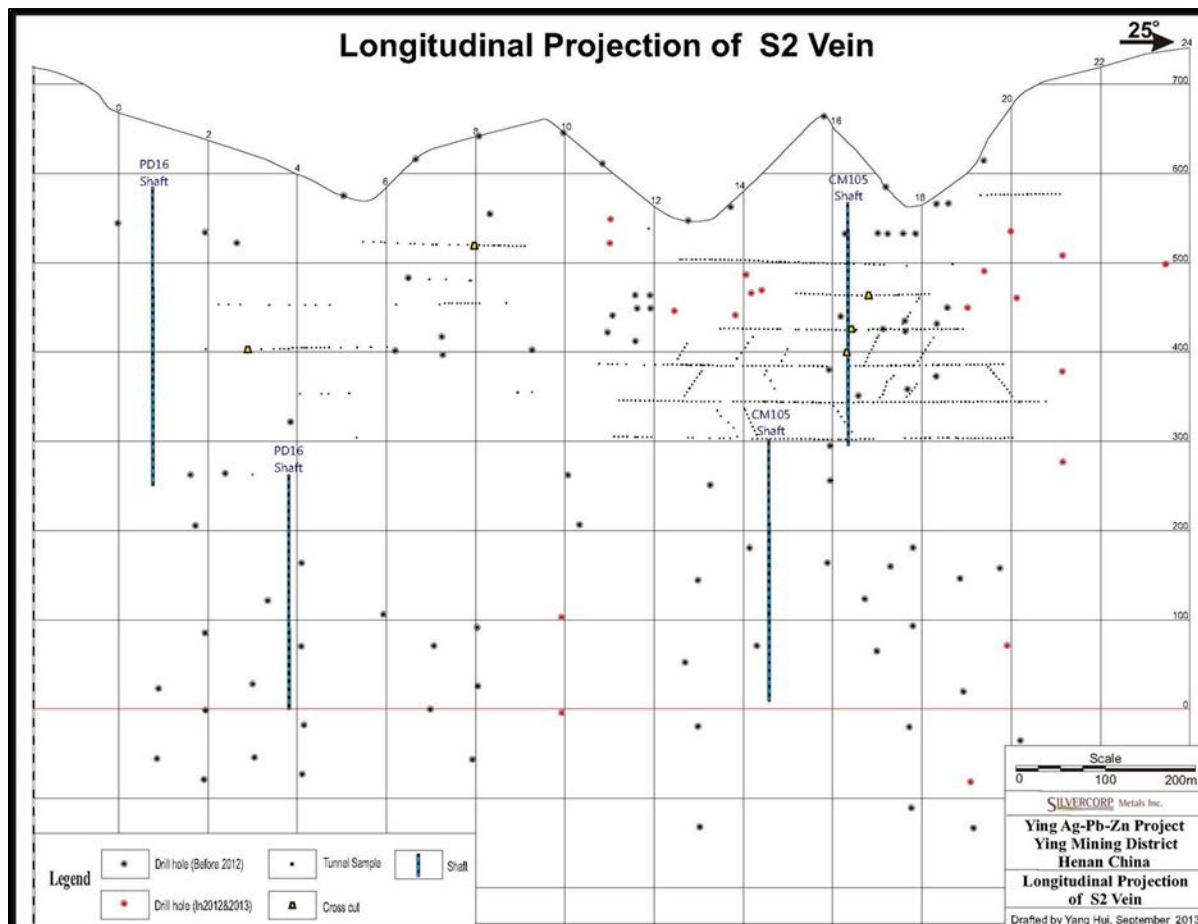 Longitudinal Projection of S2 Vein
25°
24
22
700
20
0
2
4
6
8
10
12
14
16
18
PD16
Shaft
CM105
Shaft
600
500
400
CM105
Shaft
300
PD16
Shaft
200
100
0
Scale
0 100 200m
SILVERCORP Metals Inc.
Ying Ag-Pb-Zn Project
Ying Mining District
Henan China
Longitudinal Projection
of S2 Vein
Drafted by Yang Hui, September 2013
Legend
Drill hole (Before 2012)
Tunnel Sample
Shaft
Drill hole (In2012&2013)
Cross cut